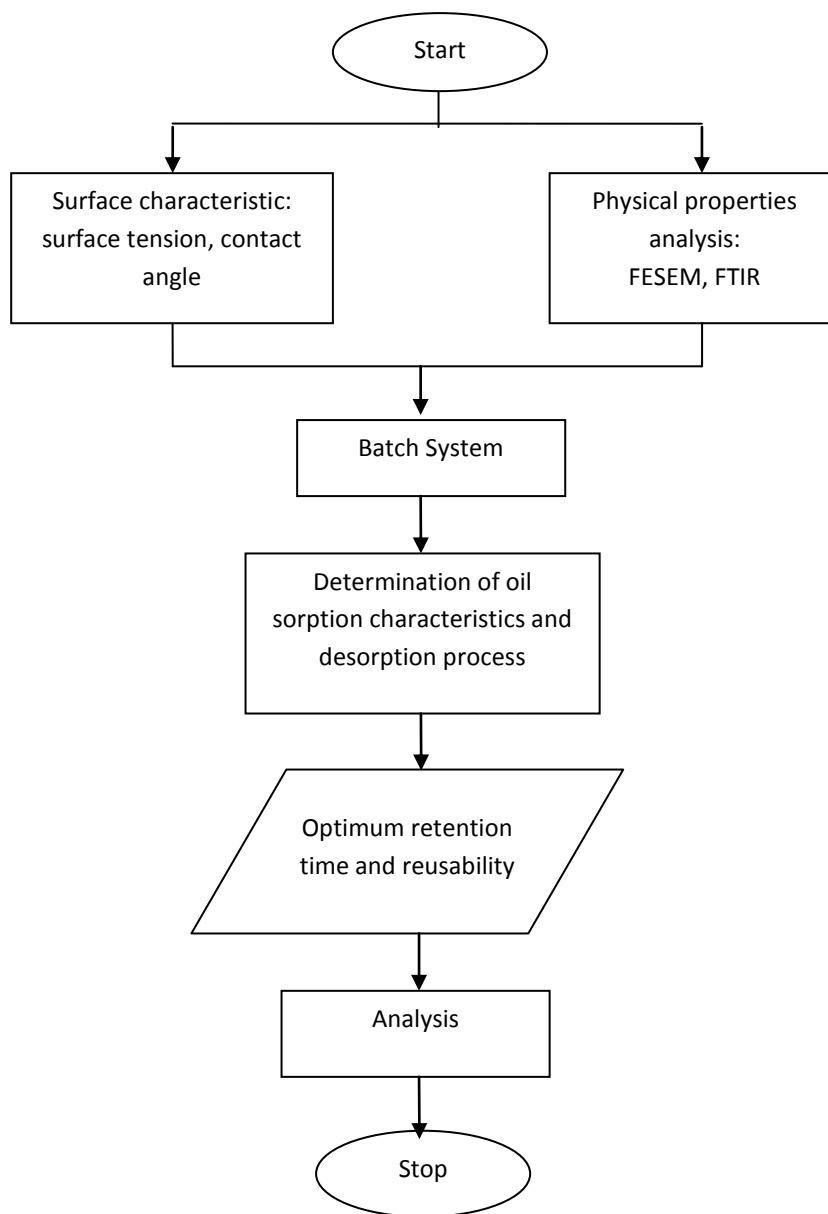 Start
Surface characteristic:
surface tension, contact
angle
Physical properties
analysis:
FESEM, FTIR
Batch System
Determination of oil
sorption characteristics and
desorption process
Optimum retention
time and reusability
Analysis
Stop